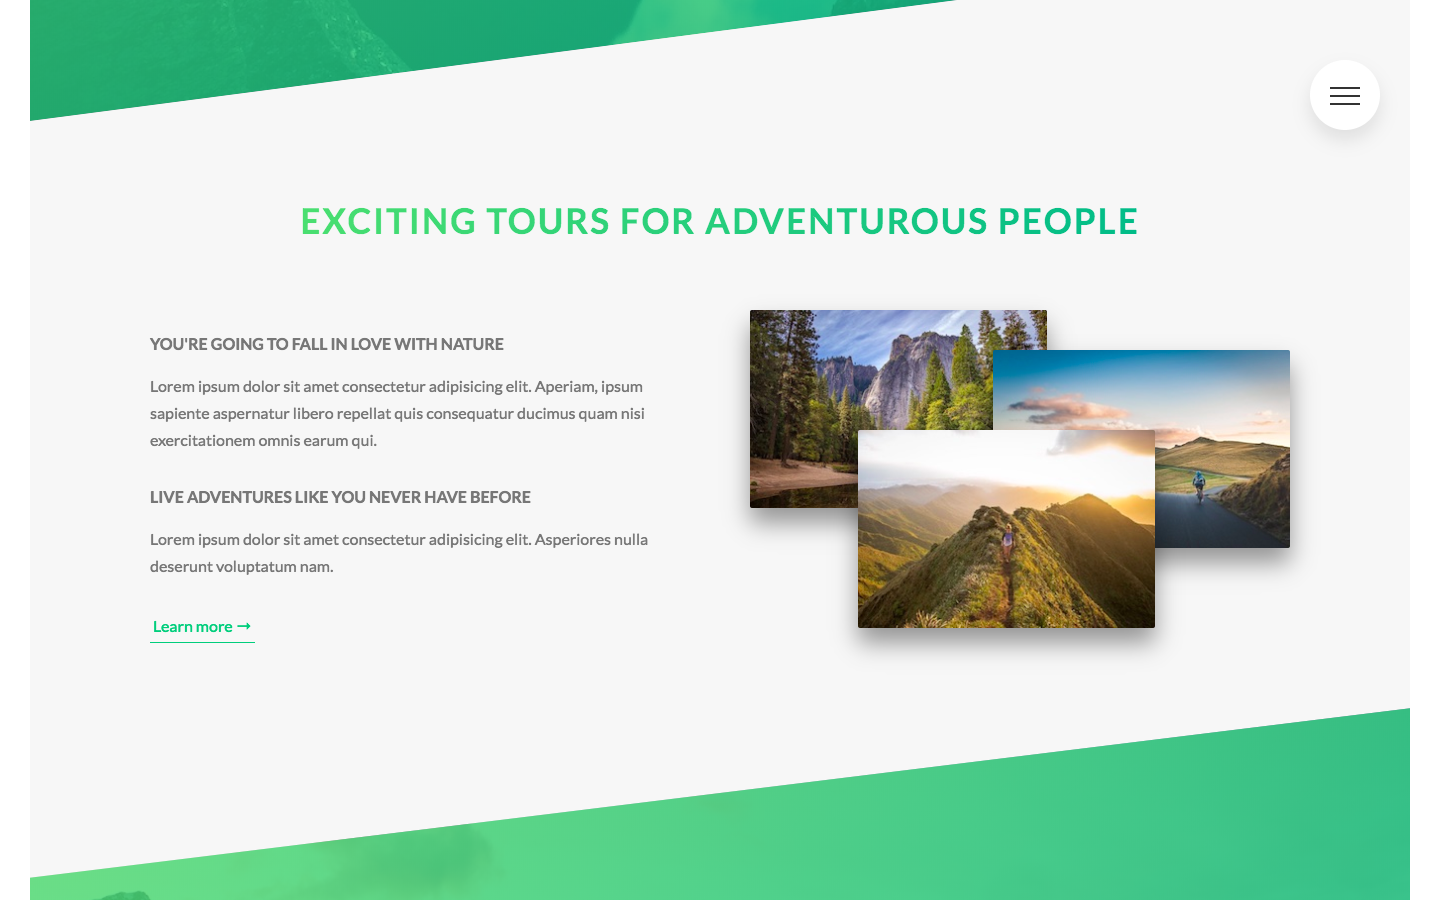 EXCITING TOURS FOR ADVENTUROUS PEOPLE
YOU'RE GOING TO FALL IN LOVE WITH NATURE
Lorem ipsum dolor sit amet consectetur adipisicing elit. Aperiam, ipsum
sapiente aspernatur libero repellat quis consequatur ducimus quam nisi
exercitationem omnis earum qui.
LIVE ADVENTURES LIKE YOU NEVER HAVE BEFORE
Lorem ipsum dolor sit amet consectetur adipisicing elit. Asperiores nulla
deserunt voluptatum nam.
Learn more →